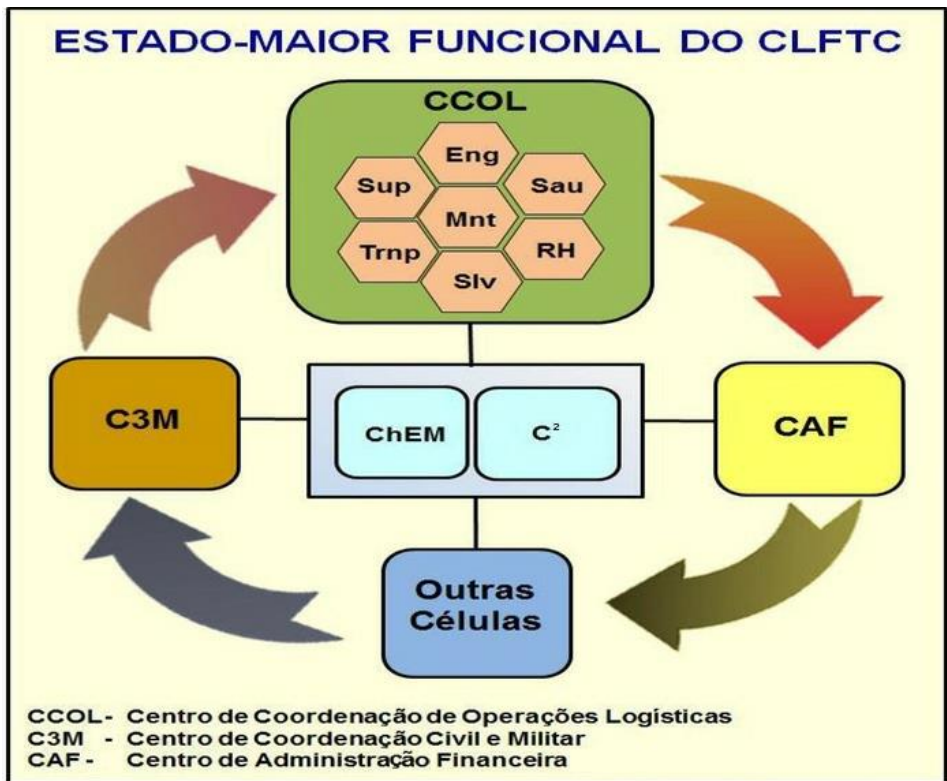 ESTADO-MAIOR FUNCIONAL DO CLFTC
CCOL
Eng
Sup
Sau
Mnt
Trnp
RH
Slv
C3M
ChEM
C²
CAF
Outras
Células
CCOL- Centro de Coordenação de Operações Logísticas
C3M - Centro de Coordenação Civil e Militar
CAF- Centro de Administração Financeira